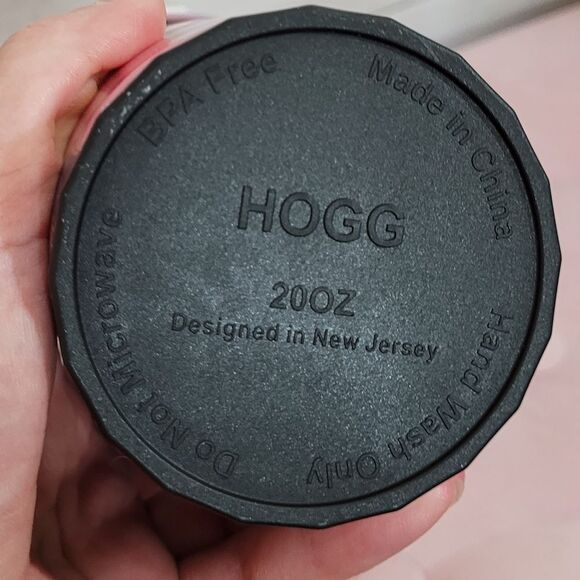 BPA Free
Made in China
HOGG
20OZ
Designed in New Jersey
Do Not Microwave
Hand Wash Only